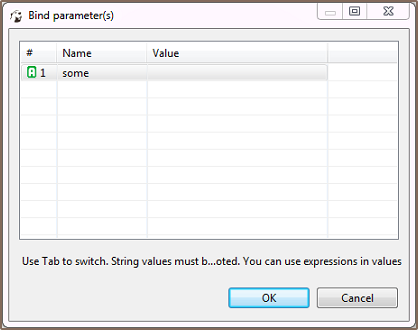 Bind parameter(s)
# Name Value
1 some
Use Tab to switch. String values must b...oted. You can use expressions in values
OK Cancel